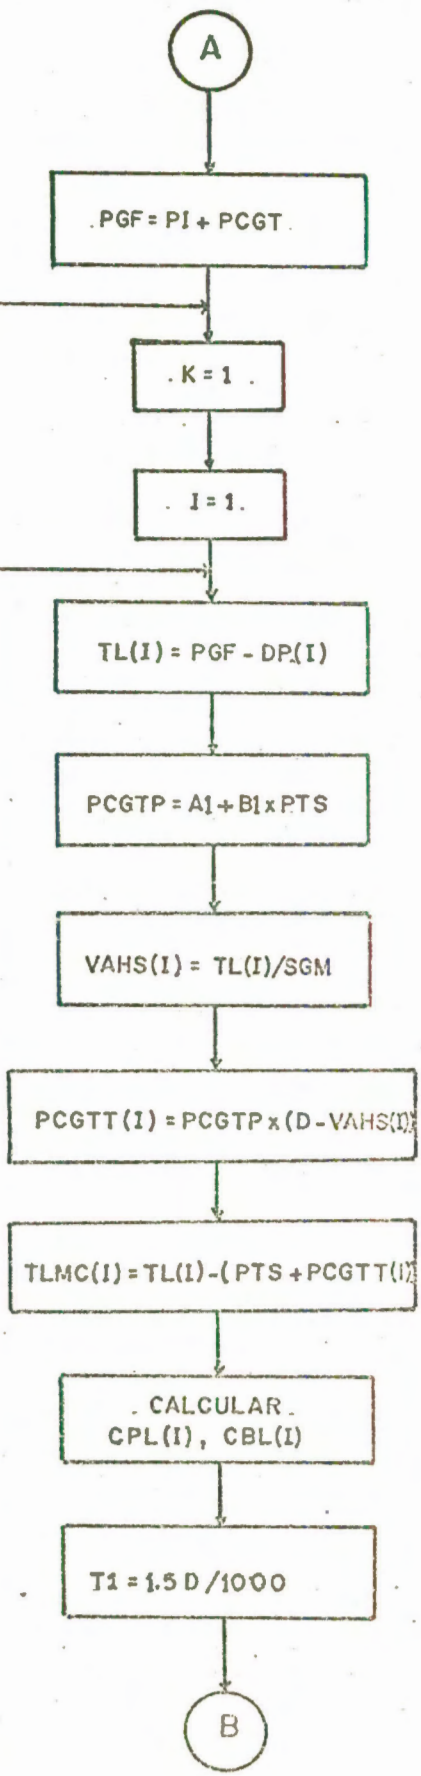 A
PGF = PI + PCGT
K = 1
I = 1
TL(I) = PGF - DP(I)
PCGTP = A1 + B1 x PTS
VAHS(I) = TL(I)/SGM
PCGTT(I) = PCGTP x (D - VAHS(I))
TLMC(I) = TL(I) - (PTS + PCGTT(I))
CALCULAR
CPL(I), CBL(I)
T1 = 1.5 D /1000
B